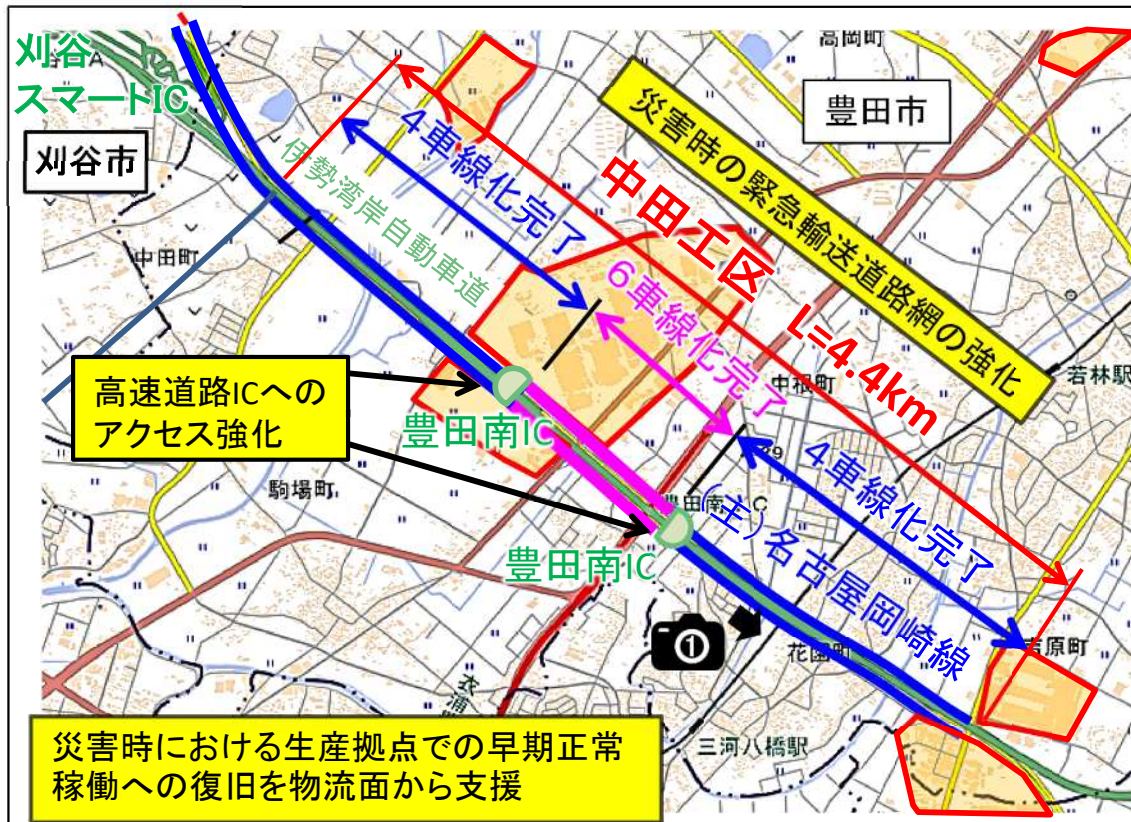 刈谷
スマートIC
刈谷市
高岡町
豊田市
災害時の緊急輸送道路網の強化
4車線化完了
中田工区 L=4.4km
伊勢湾岸自動車道
中田町
6車線化完了
若林駅
中根町
高速道路ICへの
アクセス強化
豊田南IC
駒場町
4車線化完了
(主)名古屋岡崎線
豊田南IC
①
花園町
吉原町
衣浦
三河八橋駅
災害時における生産拠点での早期正常
稼働への復旧を物流面から支援